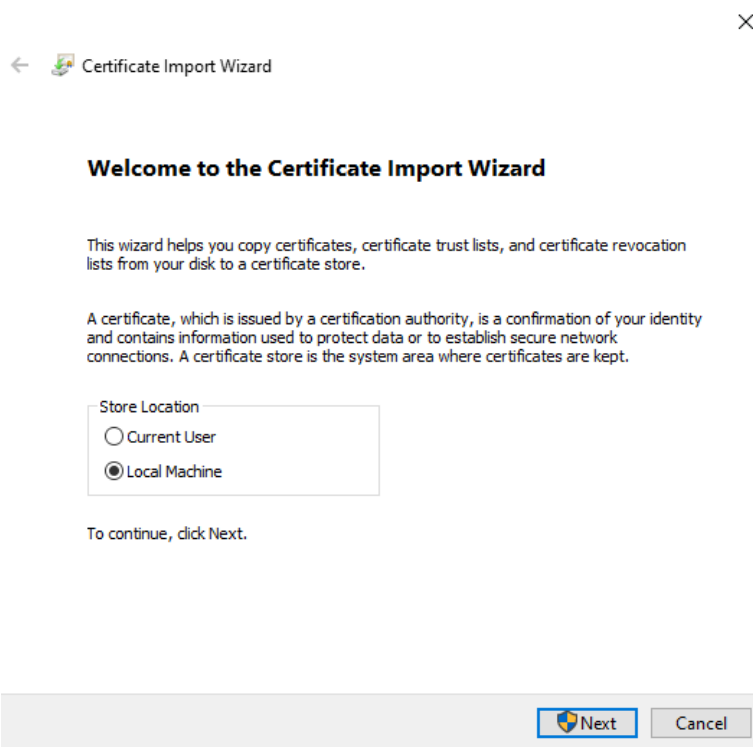 Certificate Import Wizard
Welcome to the Certificate Import Wizard
This wizard helps you copy certificates, certificate trust lists, and certificate revocation
lists from your disk to a certificate store.
A certificate, which is issued by a certification authority, is a confirmation of your identity
and contains information used to protect data or to establish secure network
connections. A certificate store is the system area where certificates are kept.
Store Location
Current User
Local Machine
To continue, click Next.
Next
Cancel